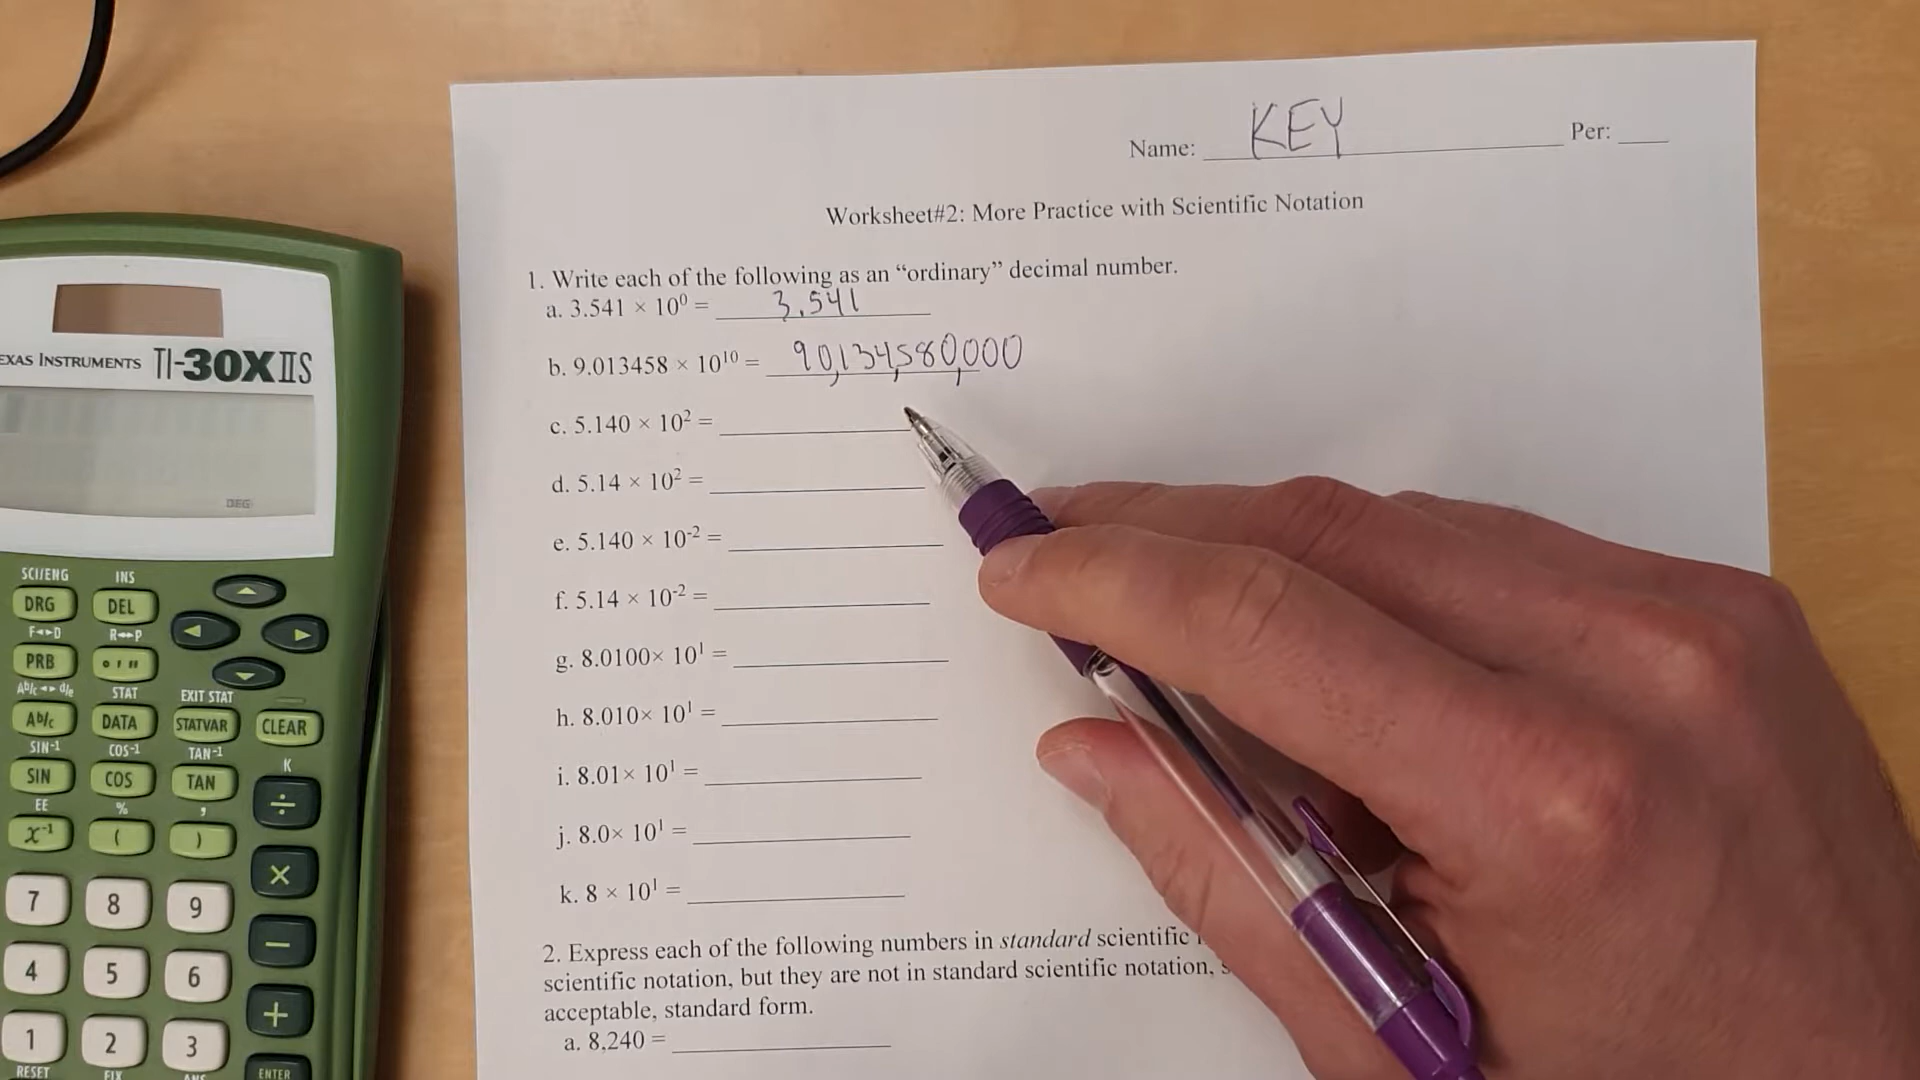 Name: KEY Per:
Worksheet#2: More Practice with Scientific Notation
1. Write each of the following as an “ordinary” decimal number.
a. 3.541 × 10⁰ = 3.541
b. 9.013458 × 10¹⁰ = 90,134,580,000
c. 5.140 × 10² =
d. 5.14 × 10² =
e. 5.140 × 10⁻² =
f. 5.14 × 10⁻² =
g. 8.0100× 10¹ =
h. 8.010× 10¹ =
i. 8.01× 10¹ =
j. 8.0× 10¹ =
k. 8 × 10¹ =
2. Express each of the following numbers in standard scientific
scientific notation, but they are not in standard scientific notation,
acceptable, standard form.
a. 8,240 =
TEXAS INSTRUMENTS TI-30X IIS
DEG
SCI/ENG INS
DRG DEL
F◄►D R◄►P
PRB ° ' "
Ab/c ◄► d/e STAT EXIT STAT
Ab/c DATA STATVAR CLEAR
SIN⁻¹ COS⁻¹ TAN⁻¹ K
SIN COS TAN ÷
EE % ,
x⁻¹ ( ) ×
7 8 9 −
4 5 6 +
1 2 3
RESET FIX
ENTER